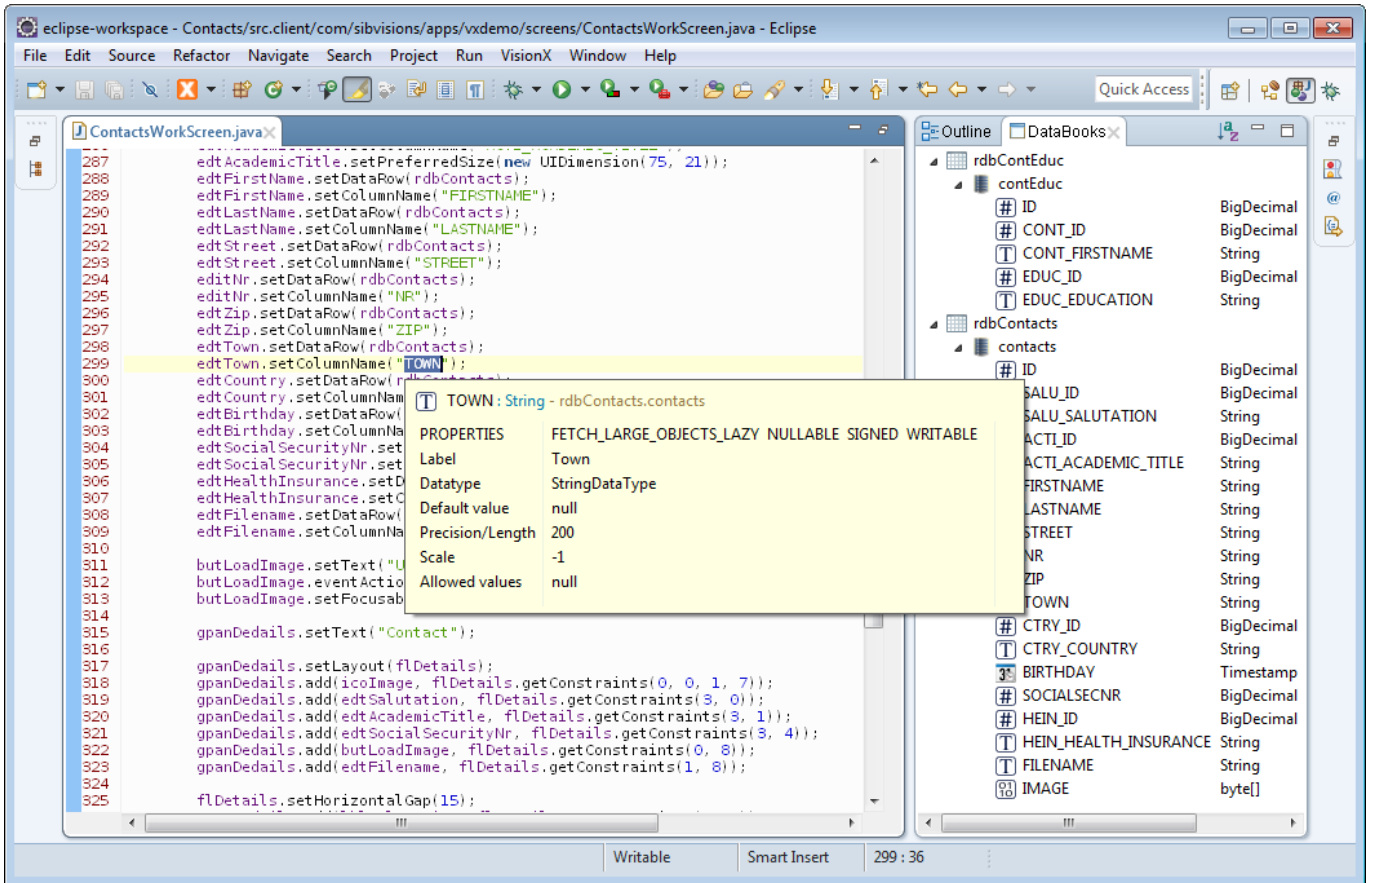 eclipse-workspace - Contacts/src.client/com/sibvisions/apps/vxdemo/screens/ContactsWorkScreen.java - Eclipse
File Edit Source Refactor Navigate Search Project Run VisionX Window Help
Quick Access
ContactsWorkScreen.java
287 edtAcademicTitle.setPreferredSize(new UIDimension(75, 21));
288 edtFirstName.setDataRow(rdbContacts);
289 edtFirstName.setColumnName("FIRSTNAME");
290 edtLastName.setDataRow(rdbContacts);
291 edtLastName.setColumnName("LASTNAME");
292 edtStreet.setDataRow(rdbContacts);
293 edtStreet.setColumnName("STREET");
294 editNr.setDataRow(rdbContacts);
295 editNr.setColumnName("NR");
296 edtZip.setDataRow(rdbContacts);
297 edtZip.setColumnName("ZIP");
298 edtTown.setDataRow(rdbContacts);
299 edtTown.setColumnName("TOWN");
300 edtCountry.setDataRow(rdbContacts);
301 edtCountry.setColumnNam
302 edtBirthday.setDataRow(
303 edtBirthday.setColumnNa
304 edtSocialSecurityNr.set
305 edtSocialSecurityNr.set
306 edtHealthInsurance.setD
307 edtHealthInsurance.setC
308 edtFilename.setDataRow(
309 edtFilename.setColumnNa
310
311 butLoadImage.setText("U
312 butLoadImage.eventActio
313 butLoadImage.setFocusab
314
315 gpanDedails.setText("Contact");
316
317 gpanDedails.setLayout(flDetails);
318 gpanDedails.add(icoImage, flDetails.getConstraints(0, 0, 1, 7));
319 gpanDedails.add(edtSalutation, flDetails.getConstraints(3, 0));
320 gpanDedails.add(edtAcademicTitle, flDetails.getConstraints(3, 1));
321 gpanDedails.add(edtSocialSecurityNr, flDetails.getConstraints(3, 4));
322 gpanDedails.add(butLoadImage, flDetails.getConstraints(0, 8));
323 gpanDedails.add(edtFilename, flDetails.getConstraints(1, 8));
324
325 flDetails.setHorizontalGap(15);
TOWN : String - rdbContacts.contacts
PROPERTIES FETCH_LARGE_OBJECTS_LAZY NULLABLE SIGNED WRITABLE
Label Town
Datatype StringDataType
Default value null
Precision/Length 200
Scale -1
Allowed values null
Outline DataBooks
rdbContEduc
contEduc
ID BigDecimal
CONT_ID BigDecimal
CONT_FIRSTNAME String
EDUC_ID BigDecimal
EDUC_EDUCATION String
rdbContacts
contacts
ID BigDecimal
SALU_ID BigDecimal
SALU_SALUTATION String
ACTI_ID BigDecimal
ACTI_ACADEMIC_TITLE String
FIRSTNAME String
LASTNAME String
STREET String
NR String
ZIP String
TOWN String
CTRY_ID BigDecimal
CTRY_COUNTRY String
BIRTHDAY Timestamp
SOCIALSECNR BigDecimal
HEIN_ID BigDecimal
HEIN_HEALTH_INSURANCE String
FILENAME String
IMAGE byte[]
Writable Smart Insert 299 : 36